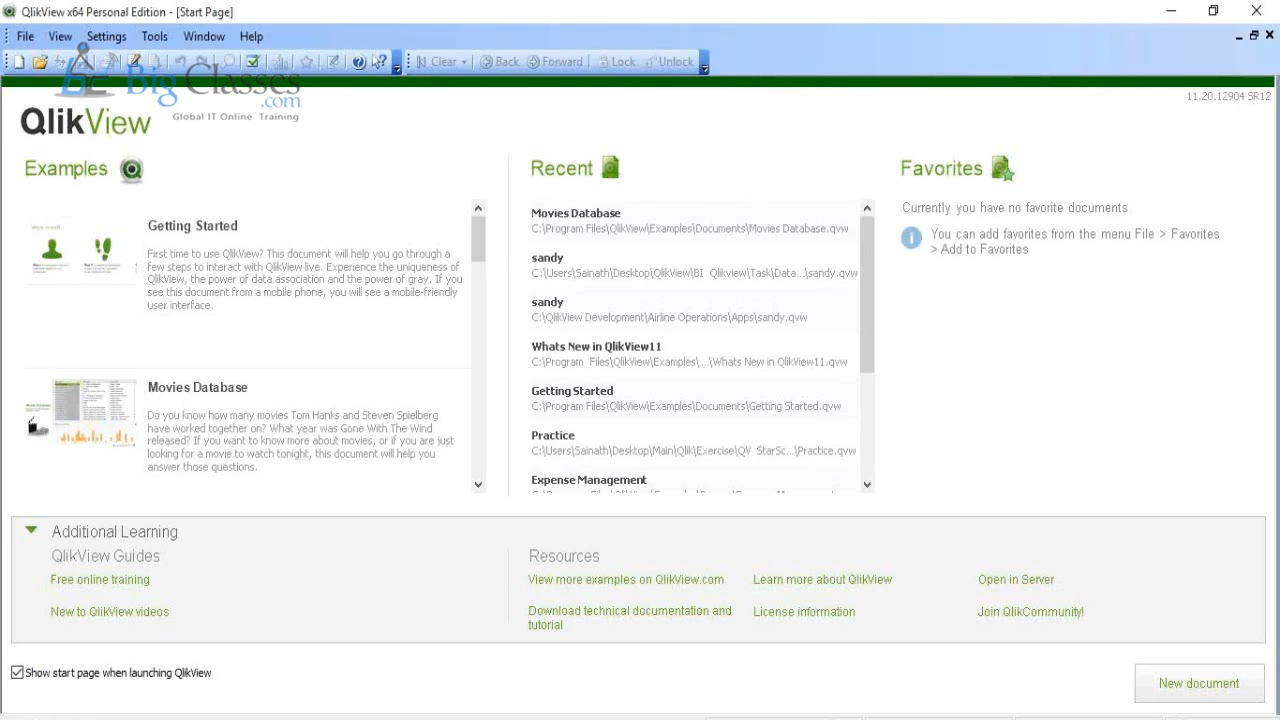 QlikView x64 Personal Edition - [Start Page]
File View Settings Tools Window Help
Clear Back Forward Lock Unlock
Big Classes
.com
Global IT Online Training
11.20.12904 SR12
QlikView
Examples
Getting Started
First time to use QlikView? This document will help you go through a
few steps to interact with QlikView live. Experience the uniqueness of
QlikView, the power of data association and the power of gray. If you
see this document from a mobile phone, you will see a mobile-friendly
user interface.
Movies Database
Do you know how many movies Tom Hanks and Steven Spielberg
have worked together on? What year was Gone With The Wind
released? If you want to know more about movies, or if you are just
looking for a movie to watch tonight, this document will help you
answer those questions.
Recent
Movies Database
C:\Program Files\QlikView\Examples\Documents\Movies Database.qvw
sandy
C:\Users\Sainath\Desktop\QlikView\BI Qlikview\Task\Data...\sandy.qvw
sandy
C:\QlikView Development\Airline Operations\Apps\sandy.qvw
Whats New in QlikView11
C:\Program Files\QlikView\Examples\...\Whats New in QlikView11.qvw
Getting Started
C:\Program Files\QlikView\Examples\Documents\Getting Started.qvw
Practice
C:\Users\Sainath\Desktop\Main\Qlik\Exercise\QV StarSc...\Practice.qvw
Expense Management
Favorites
Currently you have no favorite documents
You can add favorites from the menu File > Favorites
> Add to Favorites
Additional Learning
QlikView Guides
Free online training
New to QlikView videos
Resources
View more examples on QlikView.com
Download technical documentation and
tutorial
Learn more about QlikView
License information
Open in Server
Join QlikCommunity!
Show start page when launching QlikView
New document